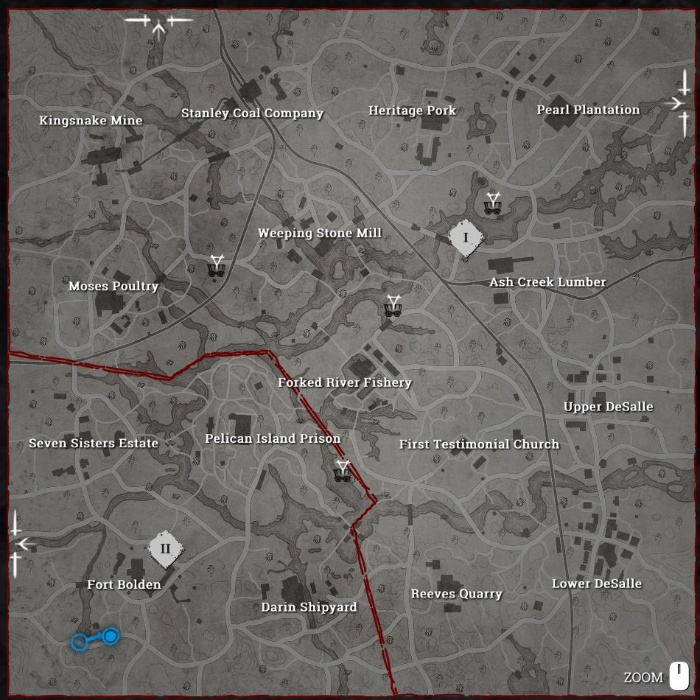 Kingsnake Mine
Stanley Coal Company
Heritage Pork
Pearl Plantation
Weeping Stone Mill
I
Moses Poultry
Ash Creek Lumber
Forked River Fishery
Upper DeSalle
Seven Sisters Estate
Pelican Island Prison
First Testimonial Church
II
Fort Bolden
Darin Shipyard
Reeves Quarry
Lower DeSalle
ZOOM